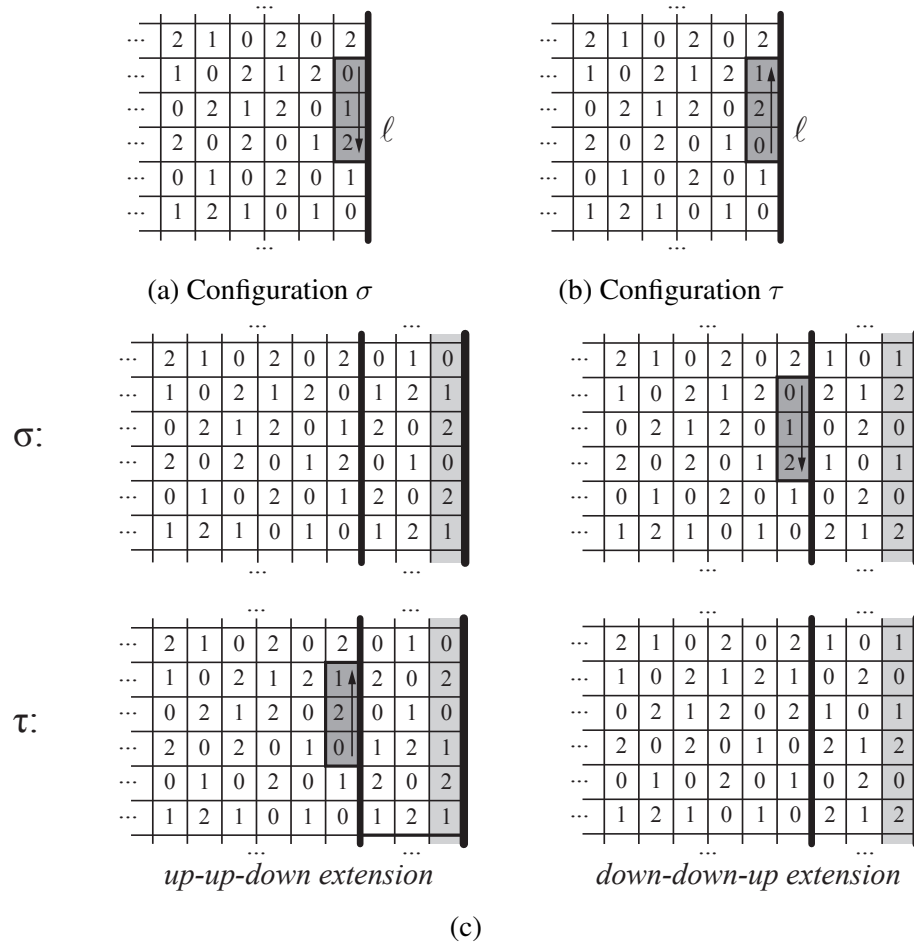 ...
... 2 1 0 2 0 2
... 1 0 2 1 2 0
... 0 2 1 2 0 1
ℓ
... 2 0 2 0 1 2
... 0 1 0 2 0 1
... 1 2 1 0 1 0
...
(a) Configuration σ
...
... 2 1 0 2 0 2
... 1 0 2 1 2 1
... 0 2 1 2 0 2
ℓ
... 2 0 2 0 1 0
... 0 1 0 2 0 1
... 1 2 1 0 1 0
...
(b) Configuration τ
σ:
... ...
... 2 1 0 2 0 2 0 1 0
... 1 0 2 1 2 0 1 2 1
... 0 2 1 2 0 1 2 0 2
... 2 0 2 0 1 2 0 1 0
... 0 1 0 2 0 1 2 0 2
... 1 2 1 0 1 0 1 2 1
... ...
... ...
... 2 1 0 2 0 2 1 0 1
... 1 0 2 1 2 0 2 1 2
... 0 2 1 2 0 1 0 2 0
... 2 0 2 0 1 2 1 0 1
... 0 1 0 2 0 1 0 2 0
... 1 2 1 0 1 0 2 1 2
... ...
τ:
... ...
... 2 1 0 2 0 2 0 1 0
... 1 0 2 1 2 1 2 0 2
... 0 2 1 2 0 2 0 1 0
... 2 0 2 0 1 0 1 2 1
... 0 1 0 2 0 1 2 0 2
... 1 2 1 0 1 0 1 2 1
... ...
up-up-down extension
... ...
... 2 1 0 2 0 2 1 0 1
... 1 0 2 1 2 1 0 2 0
... 0 2 1 2 0 2 1 0 1
... 2 0 2 0 1 0 2 1 2
... 0 1 0 2 0 1 0 2 0
... 1 2 1 0 1 0 2 1 2
... ...
down-down-up extension
(c)